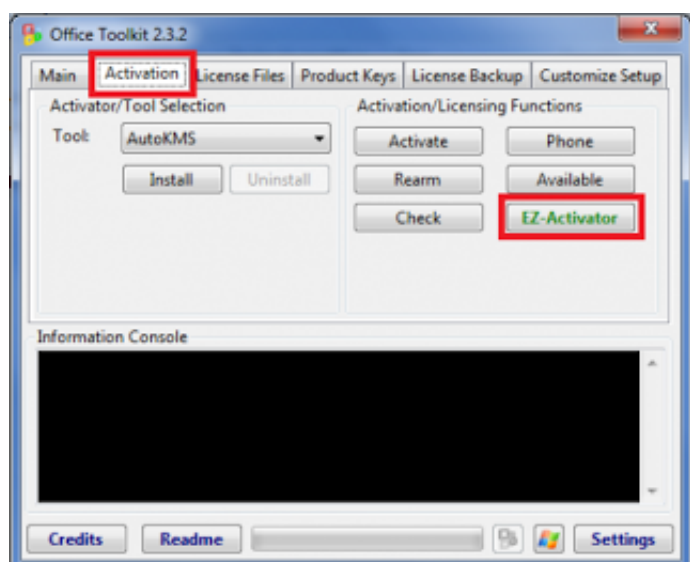 Office Toolkit 2.3.2
Main Activation License Files Product Keys License Backup Customize Setup
Activator/Tool Selection
Tool: AutoKMS
Install Uninstall
Activation/Licensing Functions
Activate Phone
Rearm Available
Check EZ-Activator
Information Console
Credits Readme Settings